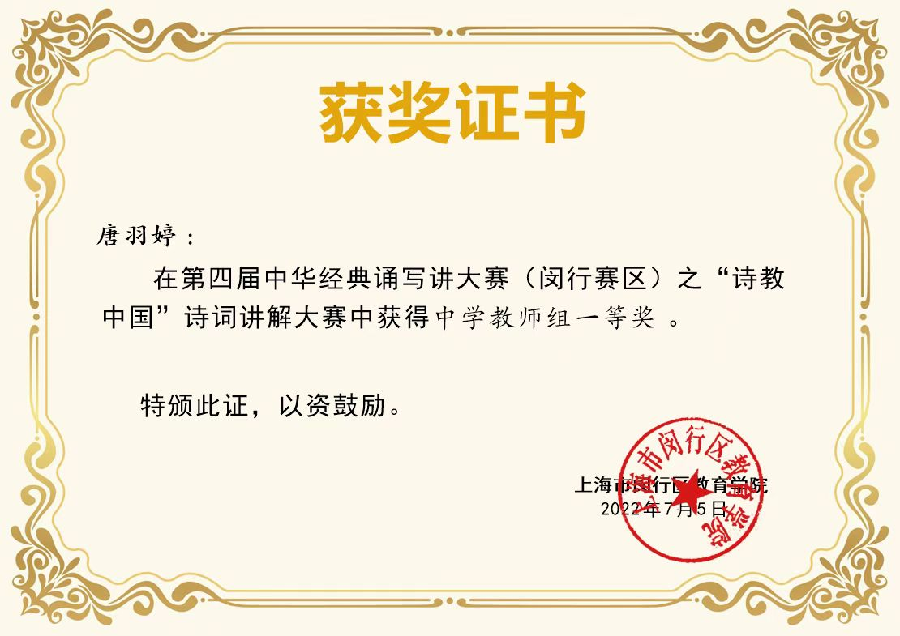 获奖证书
唐羽婷：
在第四届中华经典诵写讲大赛（闵行赛区）之“诗教
中国”诗词讲解大赛中获得中学教师组一等奖 。
特颁此证，以资鼓励。
上海市闵行区教育学院
2022年7月5日
上海市闵行区教育学院